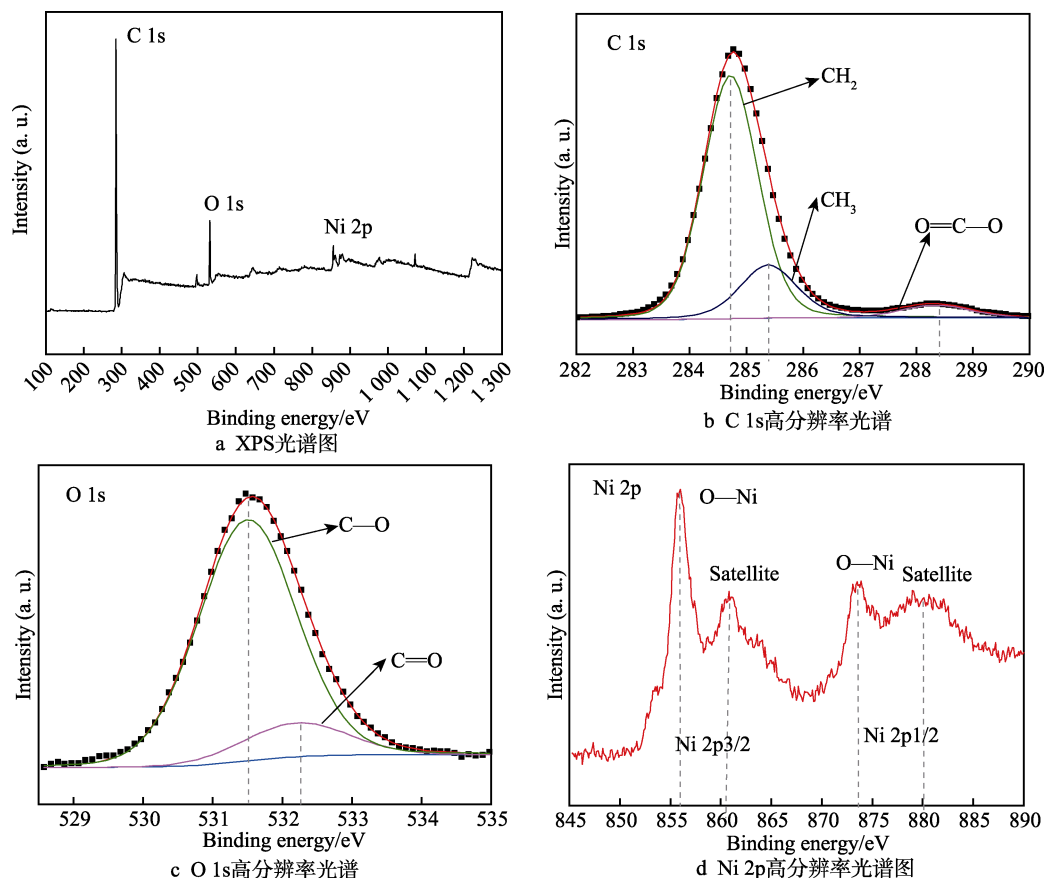 C 1s
O 1s
Ni 2p
Intensity (a. u.)
100 200 300 400 500 600 700 800 900 1 000 1 100 1 200 1 300
Binding energy/eV
a XPS光谱图
C 1s
CH2
CH3
O=C—O
Intensity (a. u.)
282 283 284 285 286 287 288 289 290
Binding energy/eV
b C 1s高分辨率光谱
O 1s
C—O
C=O
Intensity (a. u.)
529 530 531 532 533 534 535
Binding energy/eV
c O 1s高分辨率光谱
Ni 2p
O—Ni
Satellite
O—Ni
Satellite
Ni 2p3/2
Ni 2p1/2
Intensity (a. u.)
845 850 855 860 865 870 875 880 885 890
Binding energy/eV
d Ni 2p高分辨率光谱图